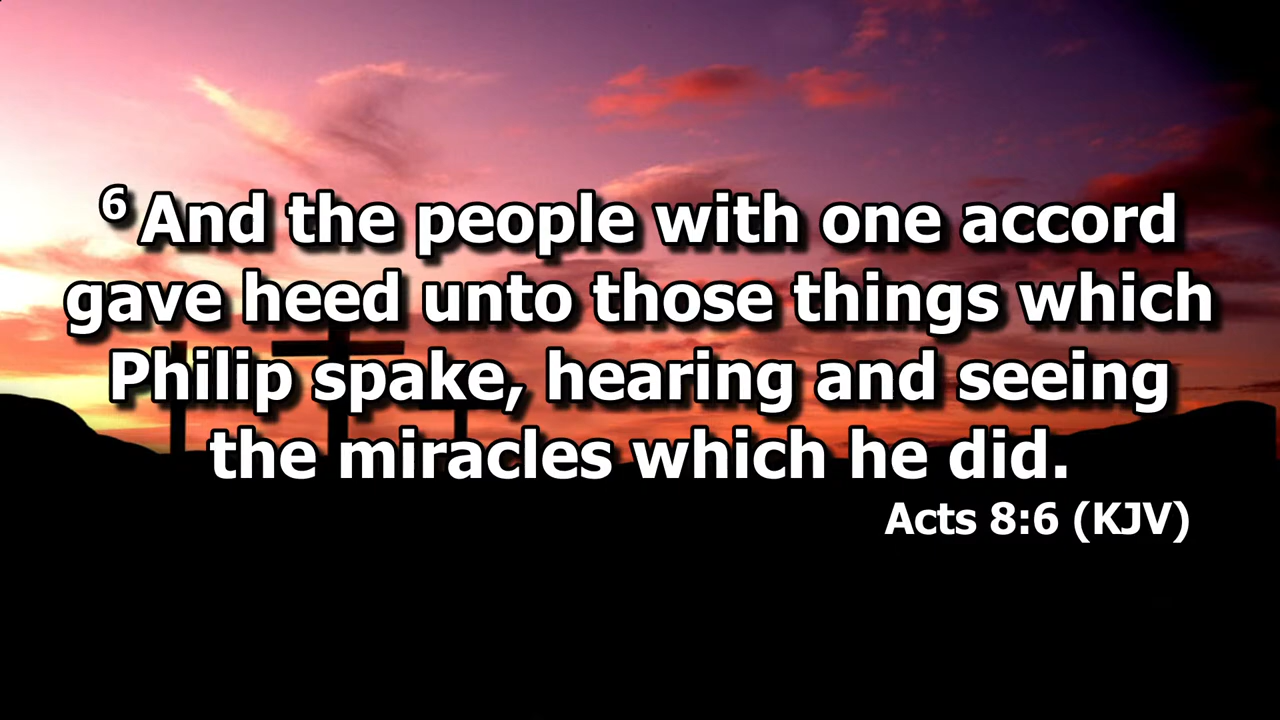 6 And the people with one accord
gave heed unto those things which
Philip spake, hearing and seeing
the miracles which he did.
Acts 8:6 (KJV)